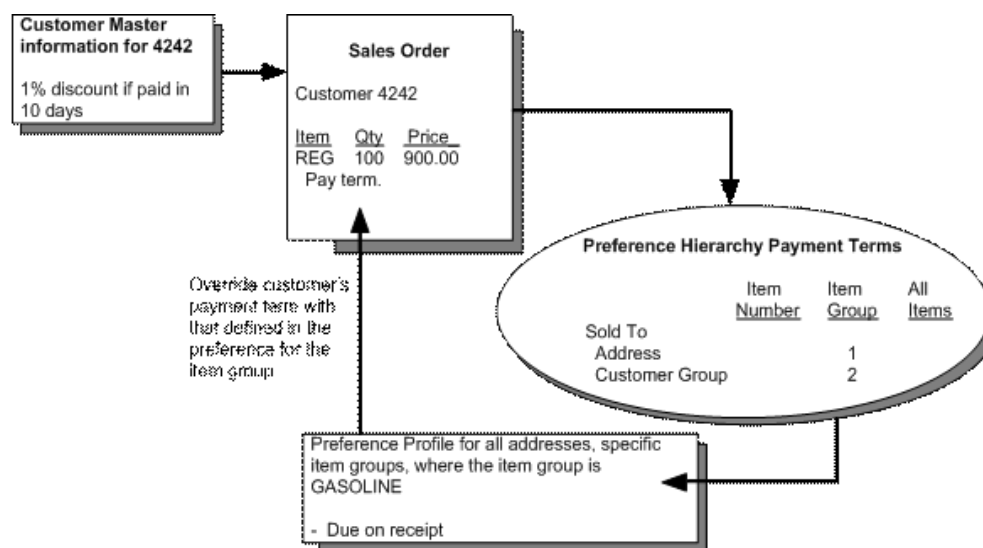 Customer Master
information for 4242
1% discount if paid in
10 days
Sales Order
Customer 4242
Item Qty Price_
REG 100 900.00
Pay term.
Override customer's
payment term with
that defined in the
preference for the
item group
Preference Hierarchy Payment Terms
Item Item All
Number Group Items
Sold To
Address 1
Customer Group 2
Preference Profile for all addresses, specific
item groups, where the item group is
GASOLINE
- Due on receipt